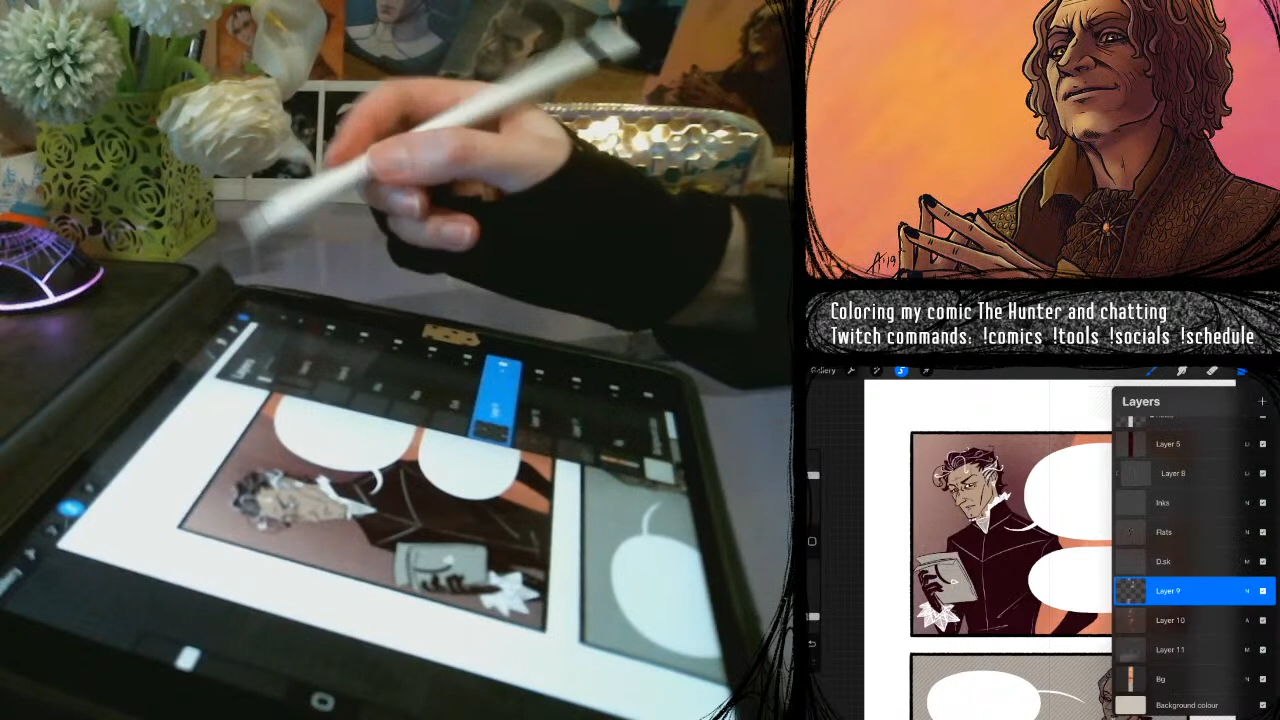 A.'19
Coloring my comic The Hunter and chatting
Twitch commands: !comics !tools !socials !schedule
Gallery
Layers
Layer 5
Layer 8
Inks
Flats
Layer 9
N
Layer 10
A
Layer 11
M
Bg
N
Background colour